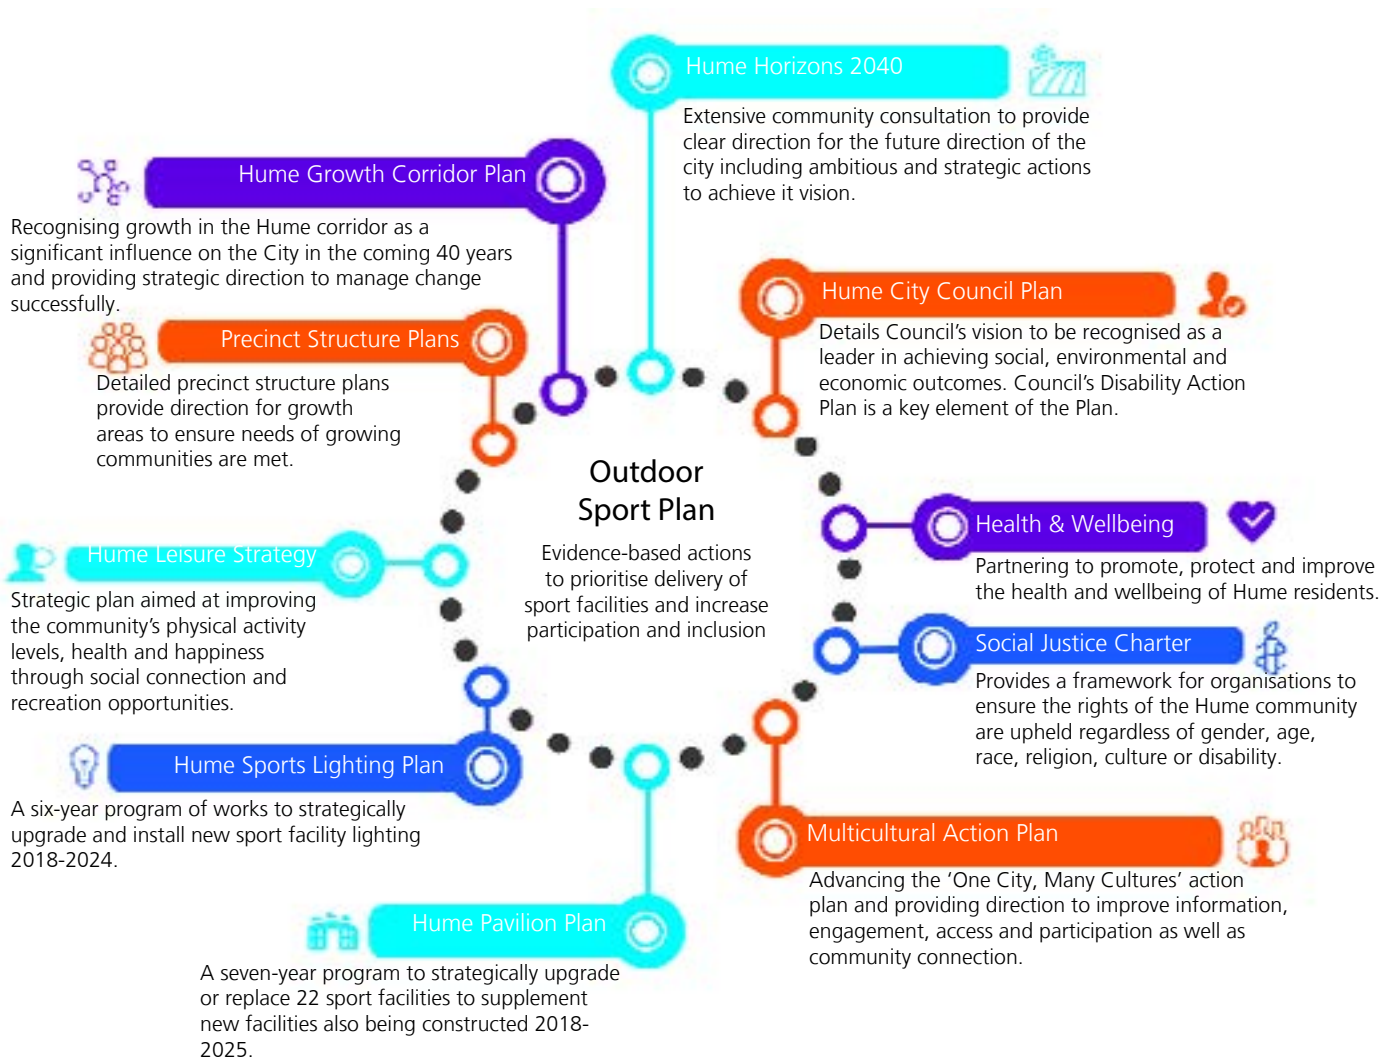 Hume Horizons 2040
Extensive community consultation to provide
clear direction for the future direction of the
city including ambitious and strategic actions
to achieve it vision.
Hume Growth Corridor Plan
Recognising growth in the Hume corridor as a
significant influence on the City in the coming 40 years
and providing strategic direction to manage change
successfully.
Hume City Council Plan
Details Council’s vision to be recognised as a
leader in achieving social, environmental and
economic outcomes. Council’s Disability Action
Plan is a key element of the Plan.
Precinct Structure Plans
Detailed precinct structure plans
provide direction for growth
areas to ensure needs of growing
communities are met.
Outdoor
Sport Plan
Evidence-based actions
to prioritise delivery of
sport facilities and increase
participation and inclusion
Health & Wellbeing
Partnering to promote, protect and improve
the health and wellbeing of Hume residents.
Hume Leisure Strategy
Strategic plan aimed at improving
the community’s physical activity
levels, health and happiness
through social connection and
recreation opportunities.
Social Justice Charter
Provides a framework for organisations to
ensure the rights of the Hume community
are upheld regardless of gender, age,
race, religion, culture or disability.
Hume Sports Lighting Plan
A six-year program of works to strategically
upgrade and install new sport facility lighting
2018-2024.
Multicultural Action Plan
Advancing the ‘One City, Many Cultures’ action
plan and providing direction to improve information,
engagement, access and participation as well as
community connection.
Hume Pavilion Plan
A seven-year program to strategically upgrade
or replace 22 sport facilities to supplement
new facilities also being constructed 2018-
2025.